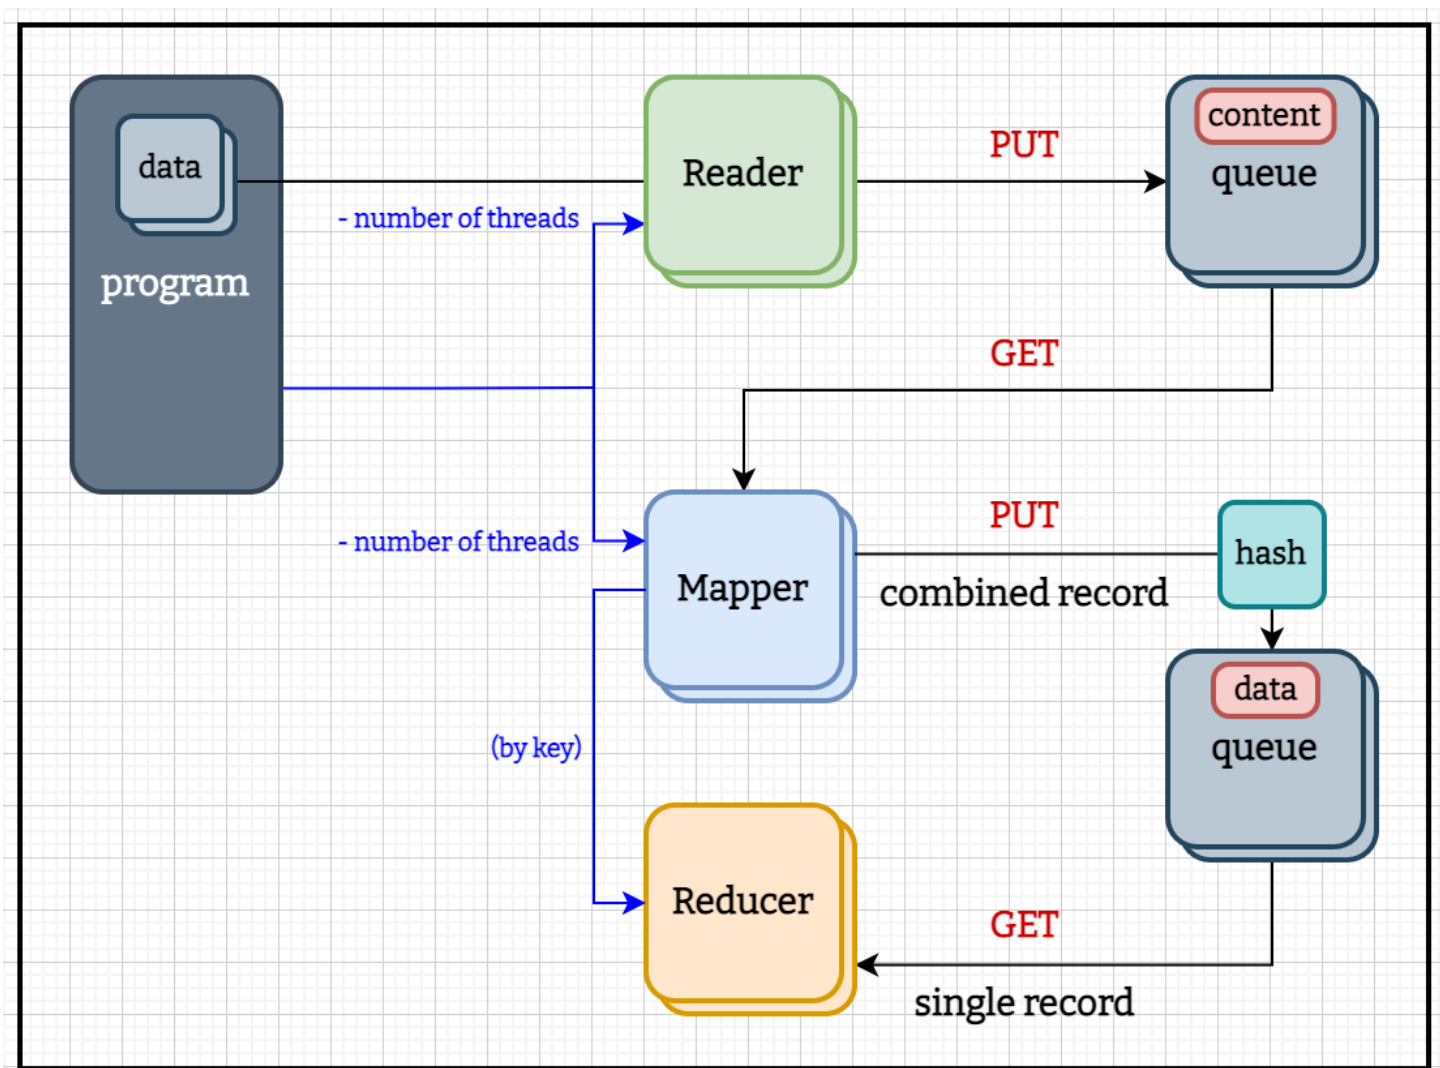 data
program
- number of threads
Reader
PUT
content
queue
GET
- number of threads
Mapper
PUT
combined record
hash
data
queue
(by key)
Reducer
GET
single record